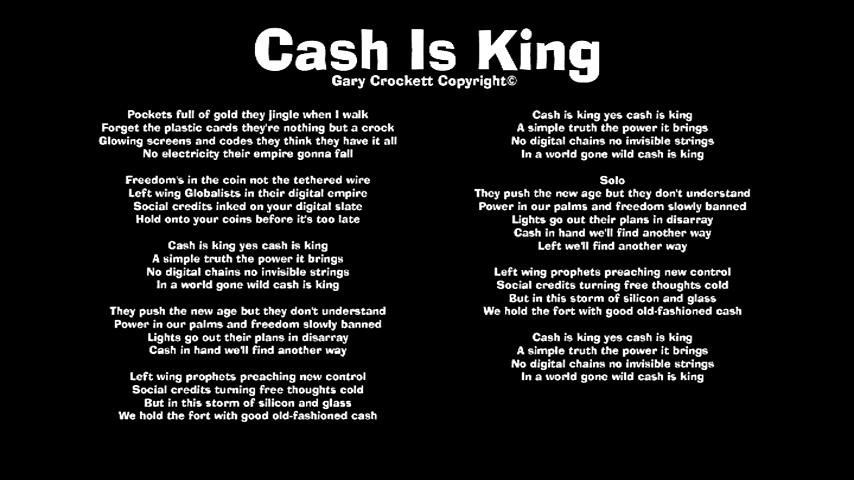 Cash Is King
Gary Crockett Copyright©
Pockets full of gold they jingle when I walk
Forget the plastic cards they're nothing but a crock
Glowing screens and codes they think they have it all
No electricity their empire gonna fall
Freedom's in the coin not the tethered wire
Left wing Globalists in their digital empire
Social credits inked on your digital slate
Hold onto your coins before it's too late
Cash is king yes cash is king
A simple truth the power it brings
No digital chains no invisible strings
In a world gone wild cash is king
They push the new age but they don't understand
Power in our palms and freedom slowly banned
Lights go out their plans in disarray
Cash in hand we'll find another way
Left wing prophets preaching new control
Social credits turning free thoughts cold
But in this storm of silicon and glass
We hold the fort with good old-fashioned cash
Cash is king yes cash is king
A simple truth the power it brings
No digital chains no invisible strings
In a world gone wild cash is king
Solo
They push the new age but they don't understand
Power in our palms and freedom slowly banned
Lights go out their plans in disarray
Cash in hand we'll find another way
Left we'll find another way
Left wing prophets preaching new control
Social credits turning free thoughts cold
But in this storm of silicon and glass
We hold the fort with good old-fashioned cash
Cash is king yes cash is king
A simple truth the power it brings
No digital chains no invisible strings
In a world gone wild cash is king